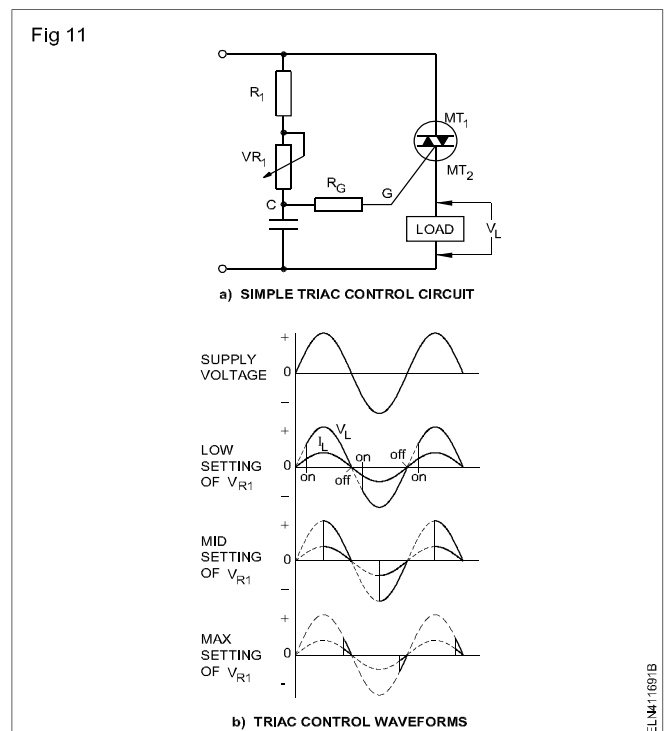 Fig 11
R1
VR1
C
RG
G
MT1
MT2
LOAD
VL
a) SIMPLE TRIAC CONTROL CIRCUIT
SUPPLY
VOLTAGE
+
0
–
LOW
SETTING
OF VR1
+
0
–
VL
IL
on
on
off
off
on
MID
SETTING
OF VR1
+
0
–
MAX
SETTING
OF VR1
+
0
-
b) TRIAC CONTROL WAVEFORMS
ELN411691B